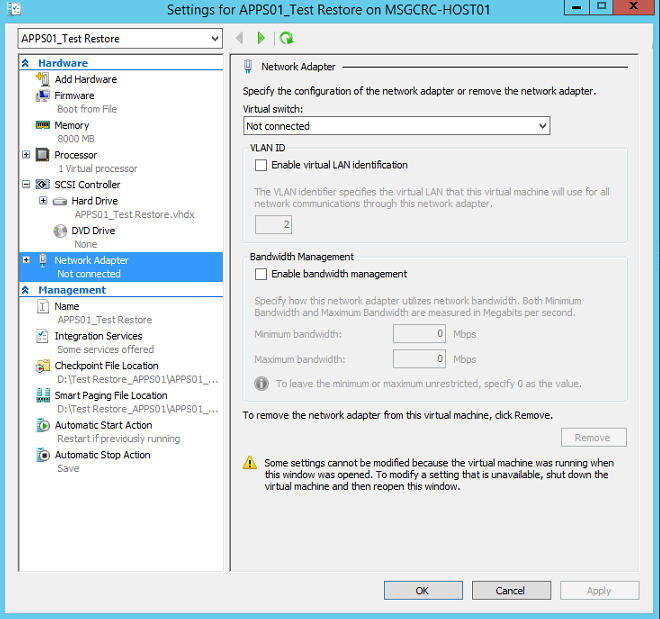 Settings for APPS01_Test Restore on MSGCRC-HOST01
APPS01_Test Restore
Hardware
Add Hardware
Firmware
Boot from File
Memory
8000 MB
Processor
1 Virtual processor
SCSI Controller
Hard Drive
APPS01_Test Restore.vhdx
DVD Drive
None
Network Adapter
Not connected
Management
Name
APPS01_Test Restore
Integration Services
Some services offered
Checkpoint File Location
D:\Test Restore_APPS01\APPS01_...
Smart Paging File Location
D:\Test Restore_APPS01\APPS01_...
Automatic Start Action
Restart if previously running
Automatic Stop Action
Save
Network Adapter
Specify the configuration of the network adapter or remove the network adapter.
Virtual switch:
Not connected
VLAN ID
Enable virtual LAN identification
The VLAN identifier specifies the virtual LAN that this virtual machine will use for all
network communications through this network adapter.
2
Bandwidth Management
Enable bandwidth management
Specify how this network adapter utilizes network bandwidth. Both Minimum
Bandwidth and Maximum Bandwidth are measured in Megabits per second.
Minimum bandwidth: 0 Mbps
Maximum bandwidth: 0 Mbps
To leave the minimum or maximum unrestricted, specify 0 as the value.
To remove the network adapter from this virtual machine, click Remove.
Remove
Some settings cannot be modified because the virtual machine was running when
this window was opened. To modify a setting that is unavailable, shut down the
virtual machine and then reopen this window.
OK Cancel Apply